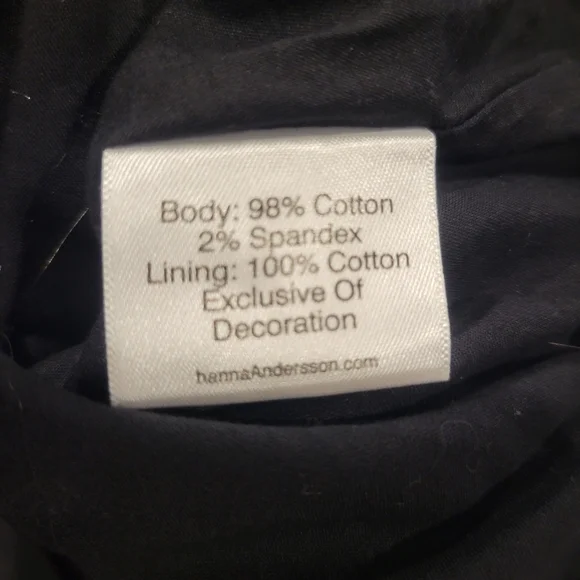 Body: 98% Cotton
2% Spandex
Lining: 100% Cotton
Exclusive Of
Decoration
hannaAndersson.com